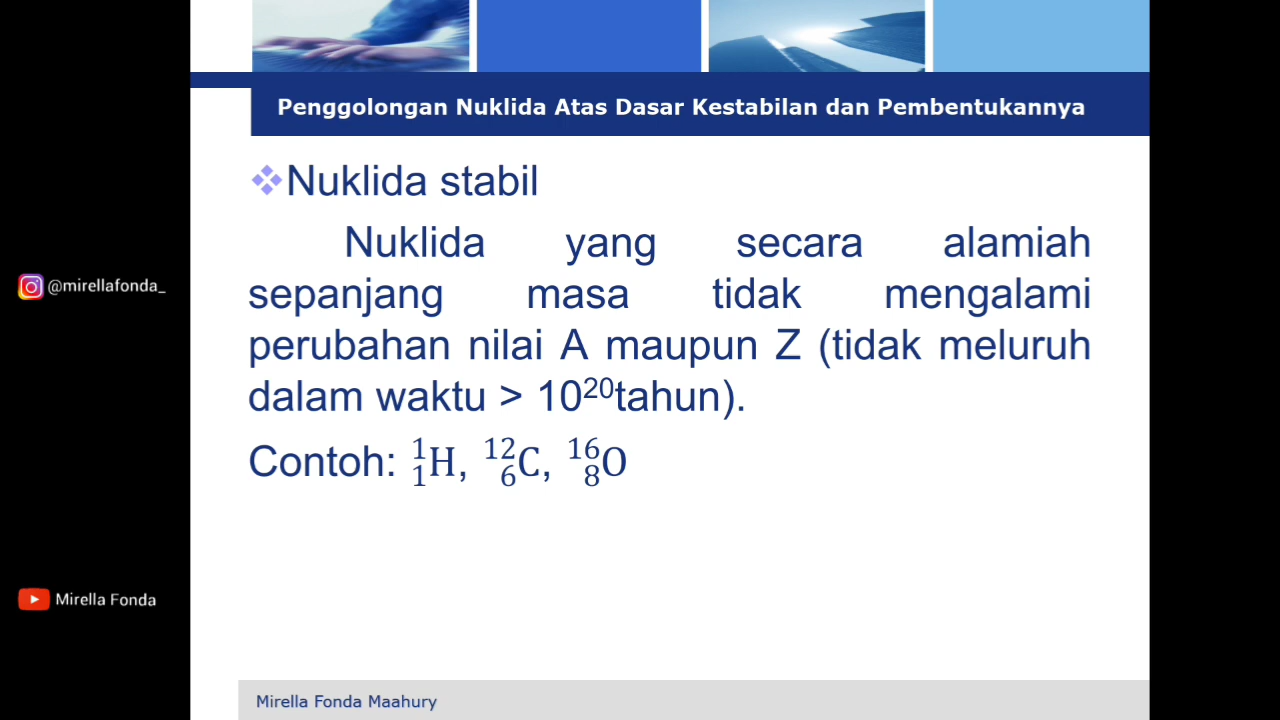 Penggolongan Nuklida Atas Dasar Kestabilan dan Pembentukannya
❖Nuklida stabil
Nuklida yang secara alamiah
sepanjang masa tidak mengalami
perubahan nilai A maupun Z (tidak meluruh
dalam waktu > 10²⁰tahun).
Contoh: ¹₁H, ¹²₆C, ¹⁶₈O
@mirellafonda_
Mirella Fonda
Mirella Fonda Maahury